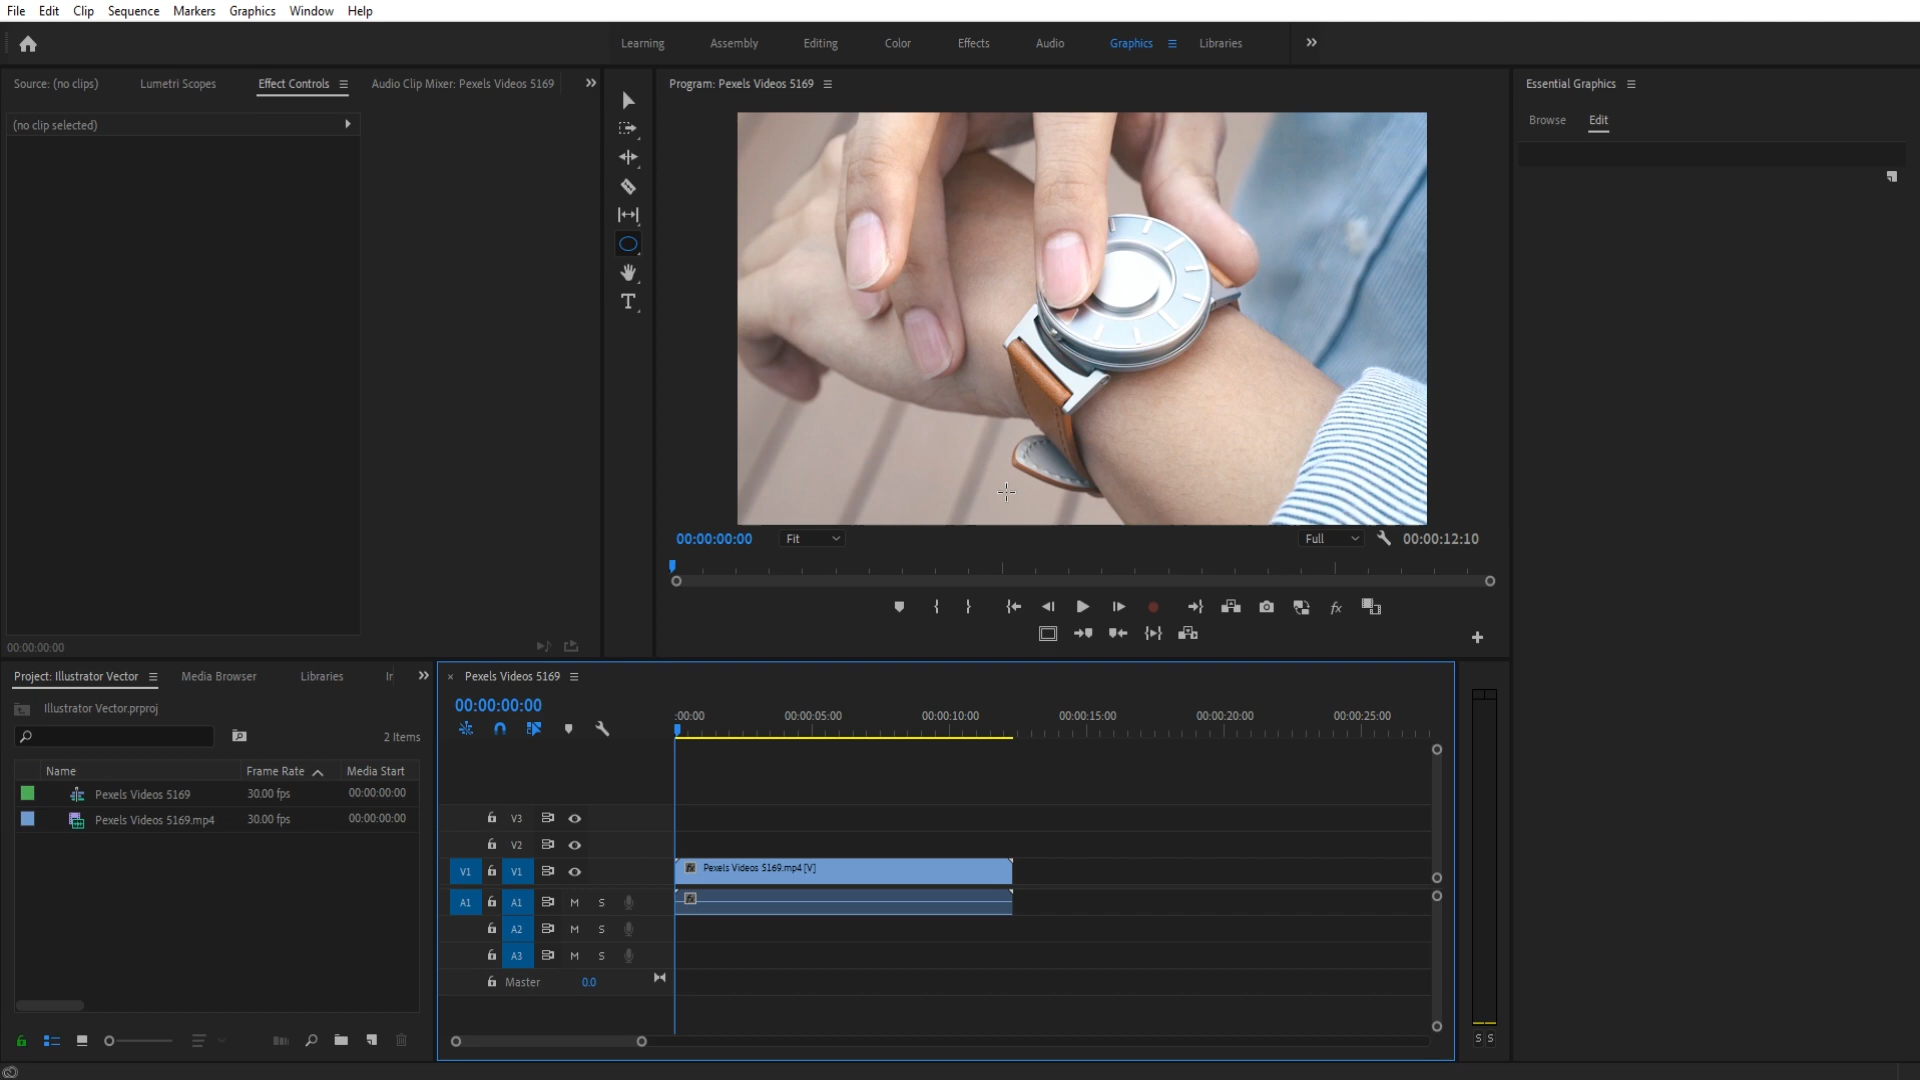 File Edit Clip Sequence Markers Graphics Window Help
Learning Assembly Editing Color Effects Audio Graphics Libraries
Source: (no clips) Lumetri Scopes Effect Controls Audio Clip Mixer: Pexels Videos 5169
(no clip selected)
00:00:00:00
Program: Pexels Videos 5169
00:00:00:00 Fit Full 00:00:12:10
Essential Graphics
Browse Edit
Project: Illustrator Vector Media Browser Libraries
Illustrator Vector.prproj
2 Items
Name Frame Rate Media Start
Pexels Videos 5169 30.00 fps 00:00:00:00
Pexels Videos 5169.mp4 30.00 fps 00:00:00:00
× Pexels Videos 5169
00:00:00:00
:00:00 00:00:05:00 00:00:10:00 00:00:15:00 00:00:20:00 00:00:25:00
V3
V2
V1 V1 Pexels Videos 5169.mp4 [V]
A1 A1 M S
A2 M S
A3 M S
Master 0.0
S S